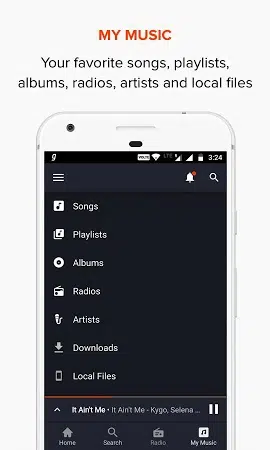 MY MUSIC
Your favorite songs, playlists,
albums, radios, artists and local files
g VoLTE LTE 3:24
Songs
Playlists
Albums
Radios
Artists
Downloads
Local Files
It Ain't Me • It Ain't Me - Kygo, Selena
Home Search Radio My Music